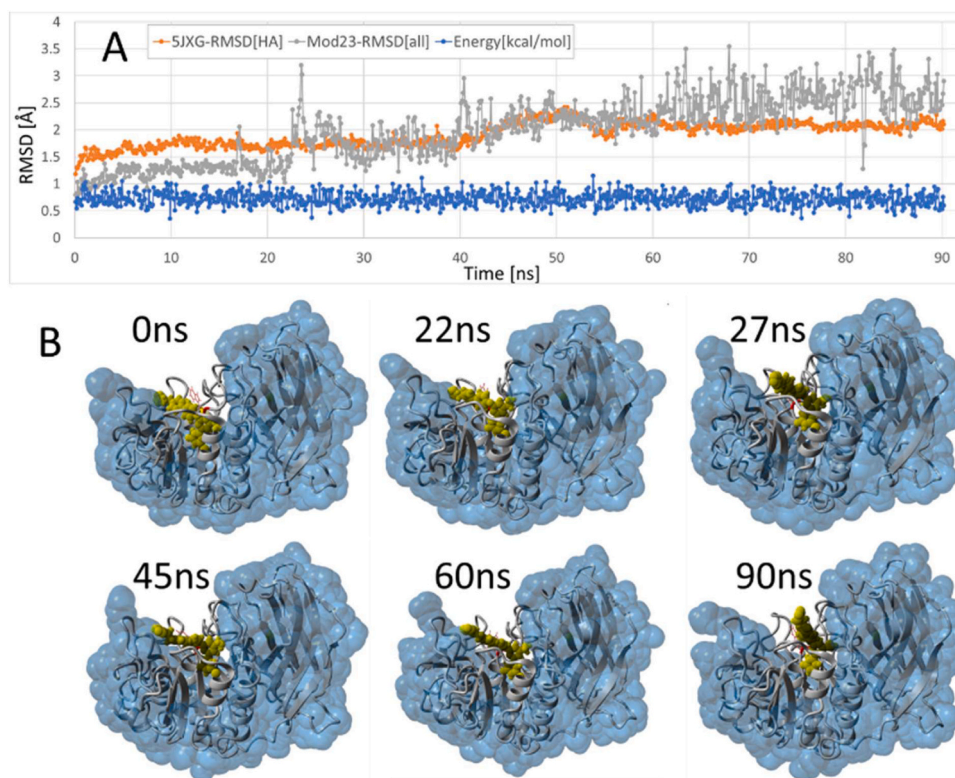 A
5JXG-RMSD[HA] Mod23-RMSD[all] Energy[kcal/mol]
RMSD [Å]
4
3.5
3
2.5
2
1.5
1
0.5
0
0 10 20 30 40 50 60 70 80 90
Time [ns]
B
0ns 22ns 27ns
45ns 60ns 90ns